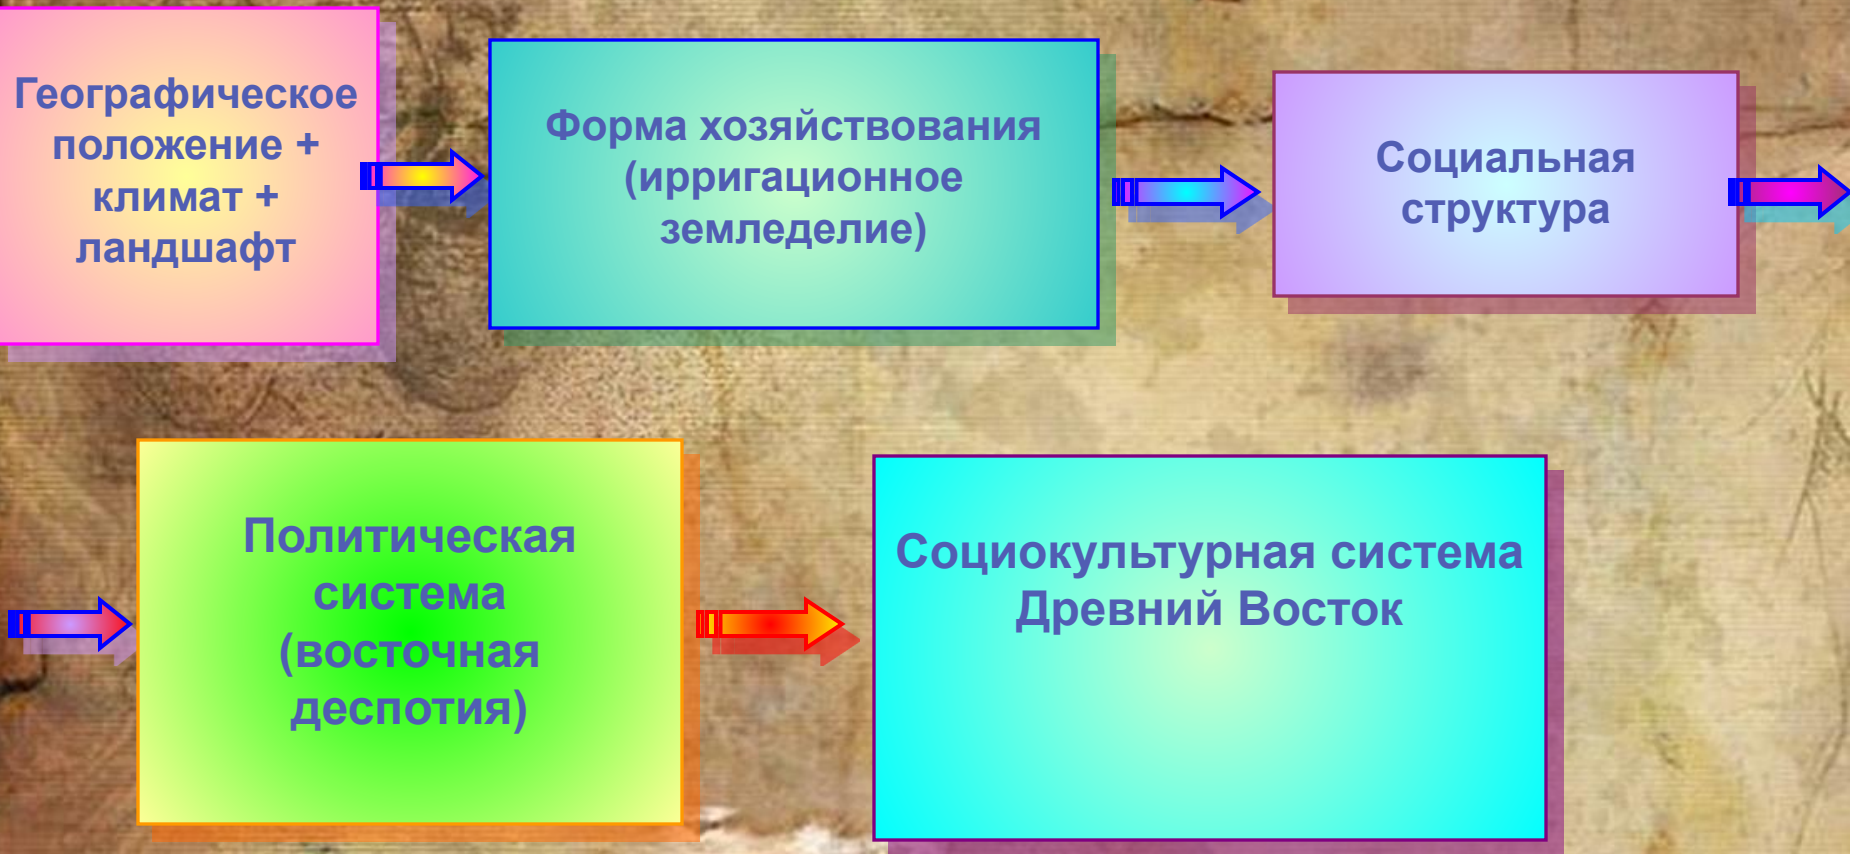 Географическое
положение +
климат +
ландшафт
Форма хозяйствования
(ирригационное
земледелие)
Социальная
структура
Политическая
система
(восточная
деспотия)
Социокультурная система
Древний Восток